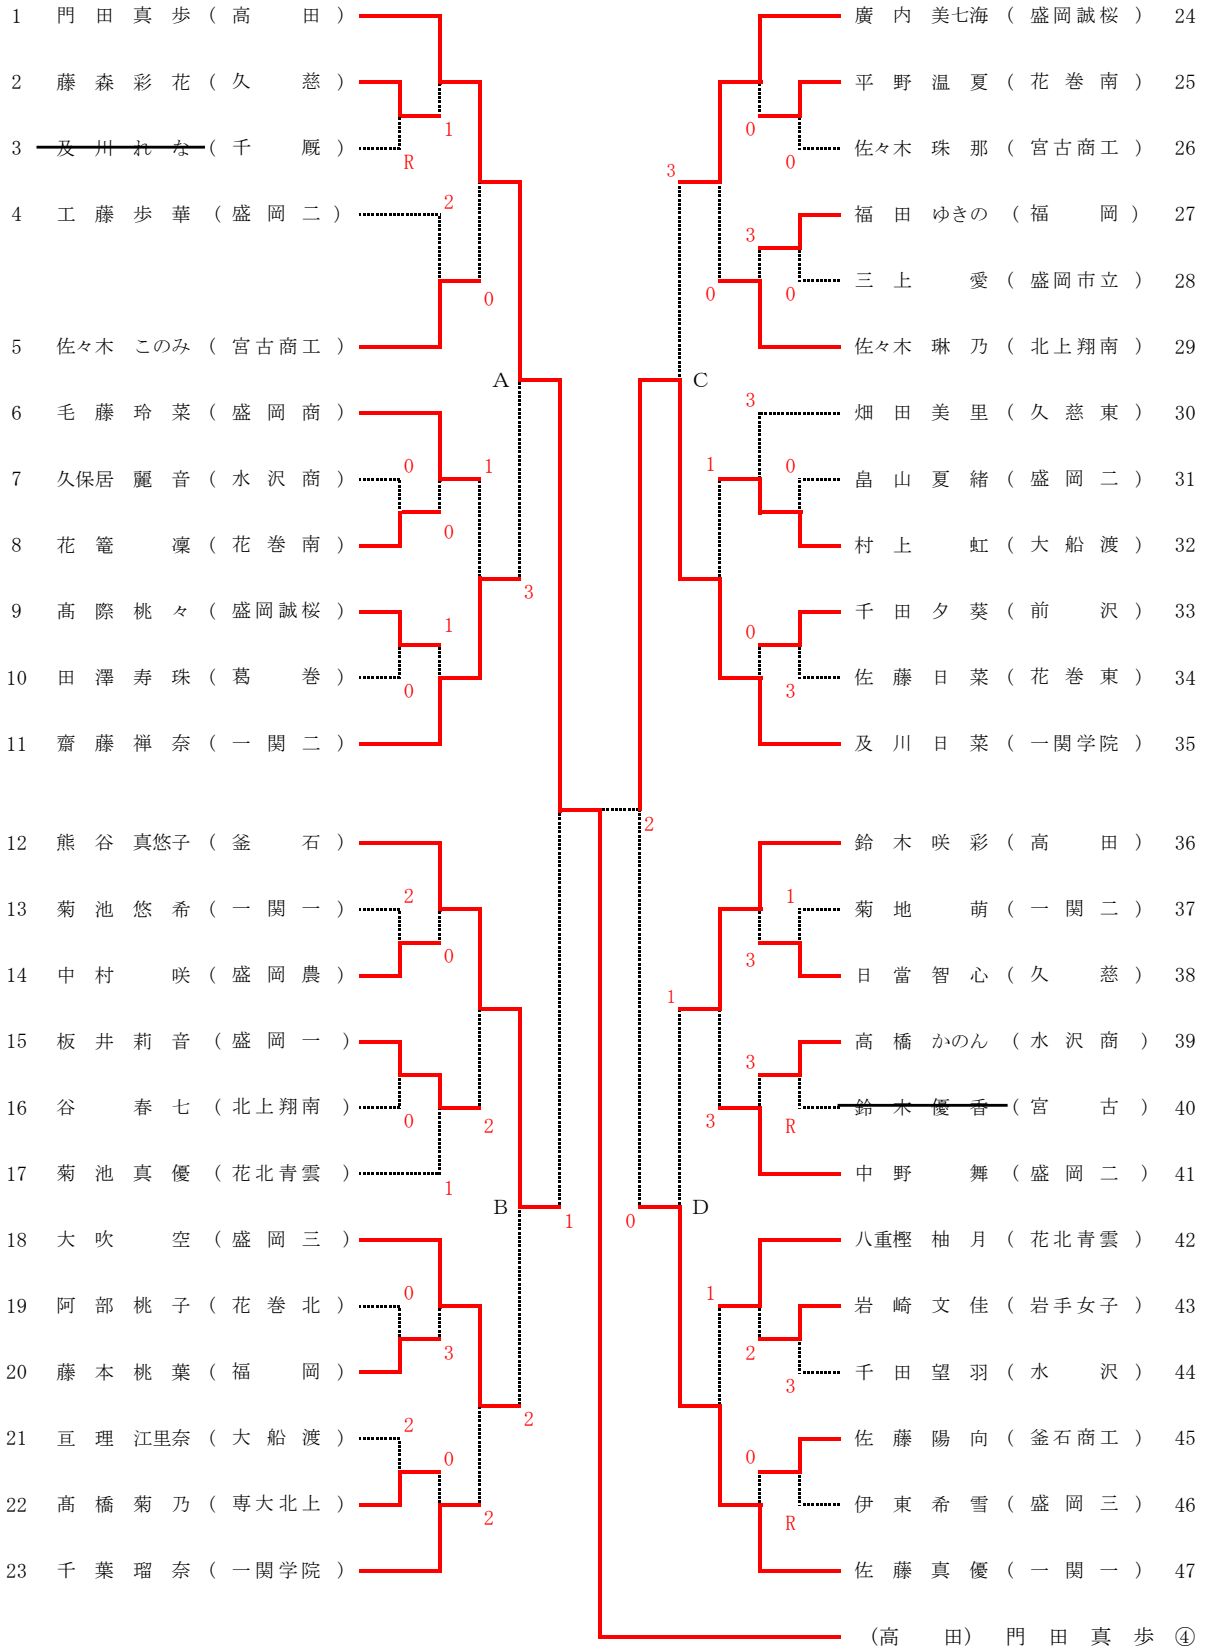 1 門田真歩(高田)
2 藤森彩花(久慈)
1
3 及川れな(千厩)
R
4 工藤歩華(盛岡二)
2
0
5 佐々木このみ(宮古商工)
A
6 毛藤玲菜(盛岡商)
7 久保居麗音(水沢商)
0
1
8 花篭凜(花巻南)
0
3
9 髙際桃々(盛岡誠桜)
1
10 田澤寿珠(葛巻)
0
11 齋藤禅奈(一関二)
12 熊谷真悠子(釜石)
13 菊池悠希(一関一)
2
14 中村咲(盛岡農)
0
15 板井莉音(盛岡一)
16 谷春七(北上翔南)
0
2
17 菊池真優(花北青雲)
1
B
1
18 大吹空(盛岡三)
19 阿部桃子(花巻北)
0
3
20 藤本桃葉(福岡)
21 亘理江里奈(大船渡)
2
0
2
22 髙橋菊乃(専大北上)
2
23 千葉瑠奈(一関学院)
廣内美七海(盛岡誠桜) 24
平野温夏(花巻南) 25
0
佐々木珠那(宮古商工) 26
0
3
福田ゆきの(福岡) 27
3
三上愛(盛岡市立) 28
0
0
佐々木琳乃(北上翔南) 29
C
畑田美里(久慈東) 30
3
畠山夏緒(盛岡二) 31
1
0
村上虹(大船渡) 32
千田夕葵(前沢) 33
0
佐藤日菜(花巻東) 34
3
及川日菜(一関学院) 35
2
鈴木咲彩(高田) 36
菊地萌(一関二) 37
1
日當智心(久慈) 38
3
1
高橋かのん(水沢商) 39
3
鈴木優香(宮古) 40
3
R
中野舞(盛岡二) 41
0
D
八重樫柚月(花北青雲) 42
岩崎文佳(岩手女子) 43
1
2
千田望羽(水沢) 44
3
佐藤陽向(釜石商工) 45
0
伊東希雪(盛岡三) 46
R
佐藤真優(一関一) 47
(高田) 門田真歩④